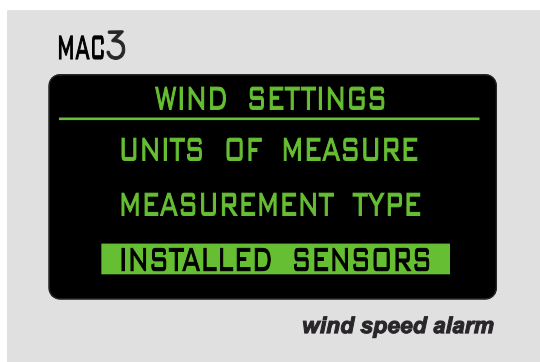 MAC3
WIND SETTINGS
UNITS OF MEASURE
MEASUREMENT TYPE
INSTALLED SENSORS
wind speed alarm